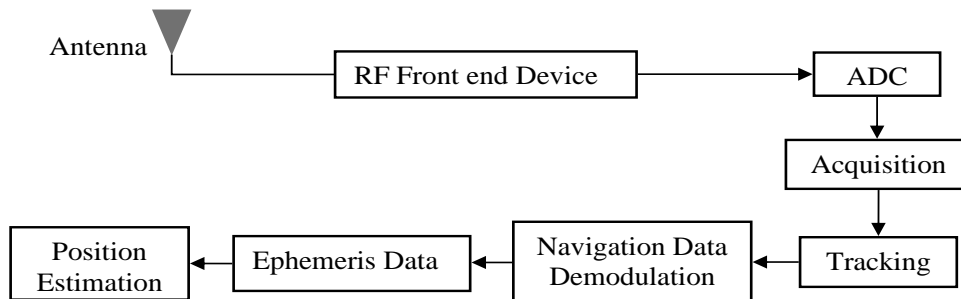 Antenna
RF Front end Device
ADC
Acquisition
Tracking
Navigation Data
Demodulation
Ephemeris Data
Position
Estimation